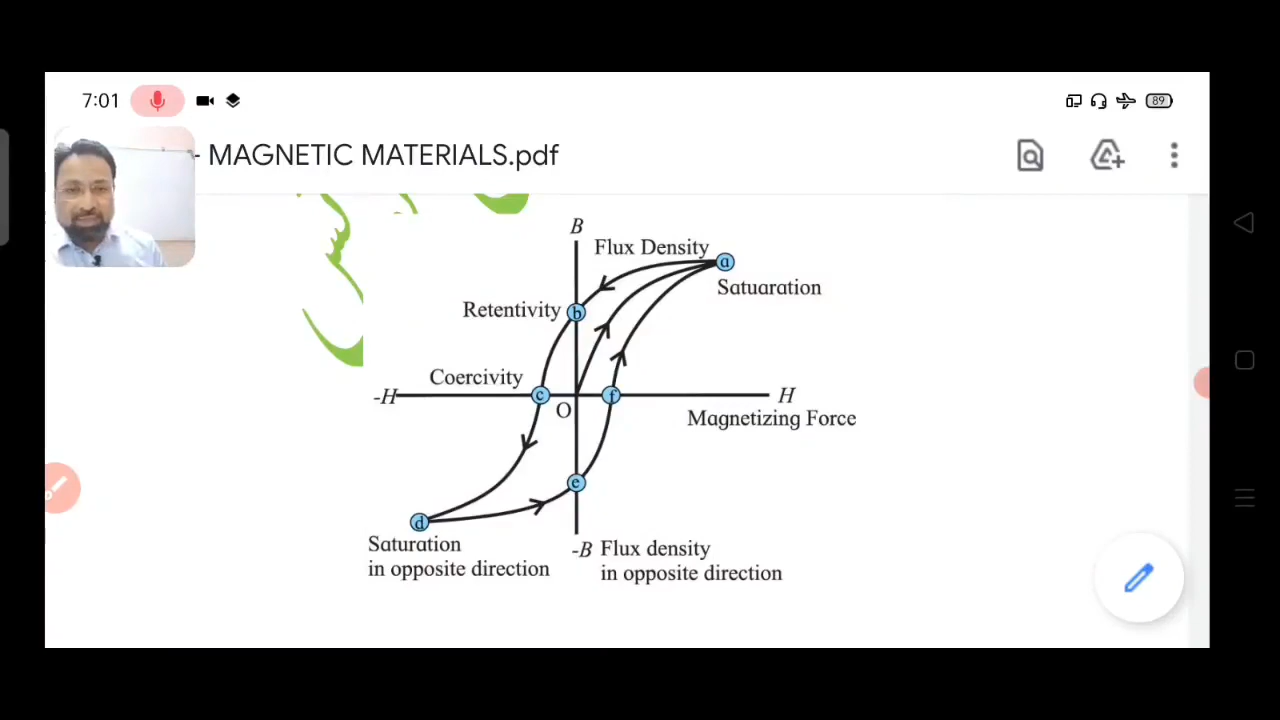 7:01
89
- MAGNETIC MATERIALS.pdf
B
Flux Density
a
Satuaration
Retentivity
b
Coercivity
-H
c
O
f
H
Magnetizing Force
e
d
Saturation
in opposite direction
-B Flux density
in opposite direction